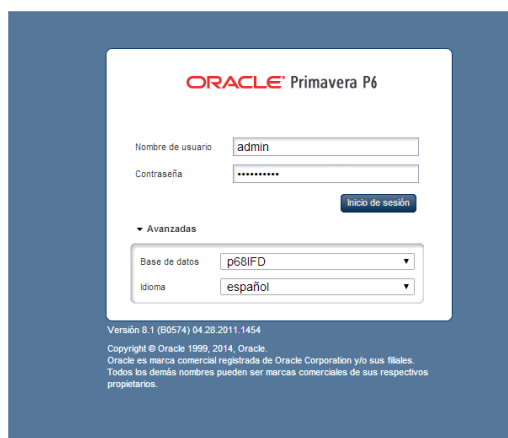 ORACLE Primavera P6
Nombre de usuario admin
Contraseña ••••••••••
Inicio de sesión
Avanzadas
Base de datos p68IFD
Idioma español
Versión 8.1 (B0574) 04.28.2011.1454
Copyright © Oracle 1999, 2014, Oracle.
Oracle es marca comercial registrada de Oracle Corporation y/o sus filiales.
Todos los demás nombres pueden ser marcas comerciales de sus respectivos
propietarios.